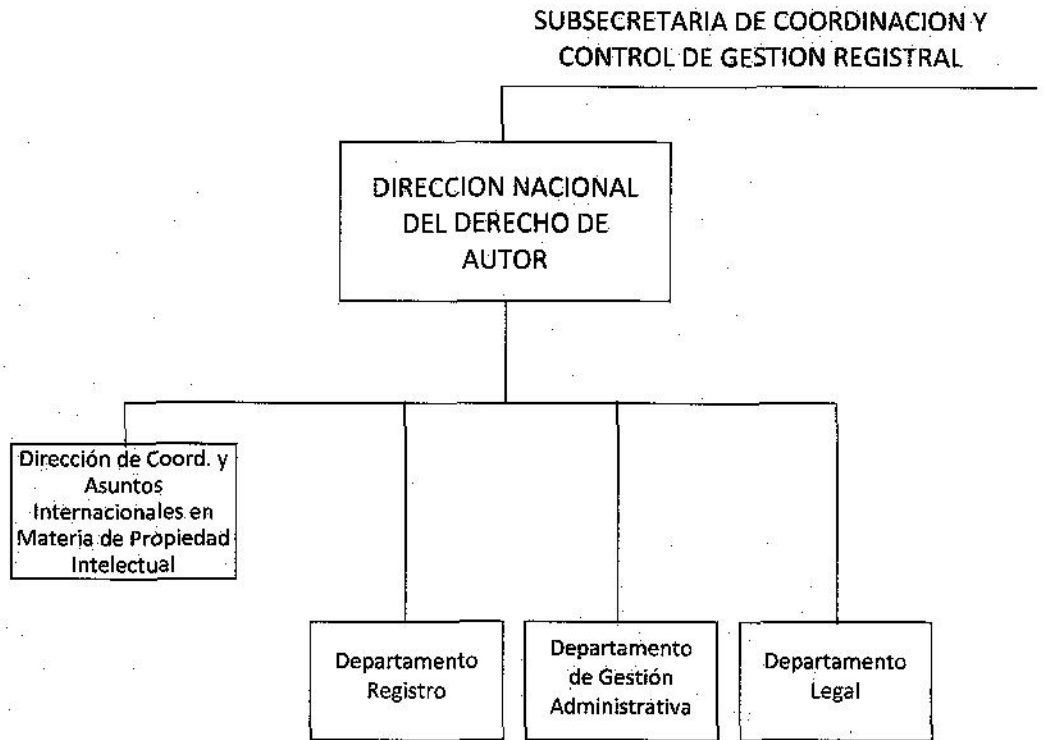 SUBSECRETARIA DE COORDINACION Y
CONTROL DE GESTION REGISTRAL
DIRECCION NACIONAL
DEL DERECHO DE
AUTOR
Dirección de Coord. y
Asuntos
Internacionales en
Materia de Propiedad
Intelectual
Departamento
Registro
Departamento
de Gestión
Administrativa
Departamento
Legal